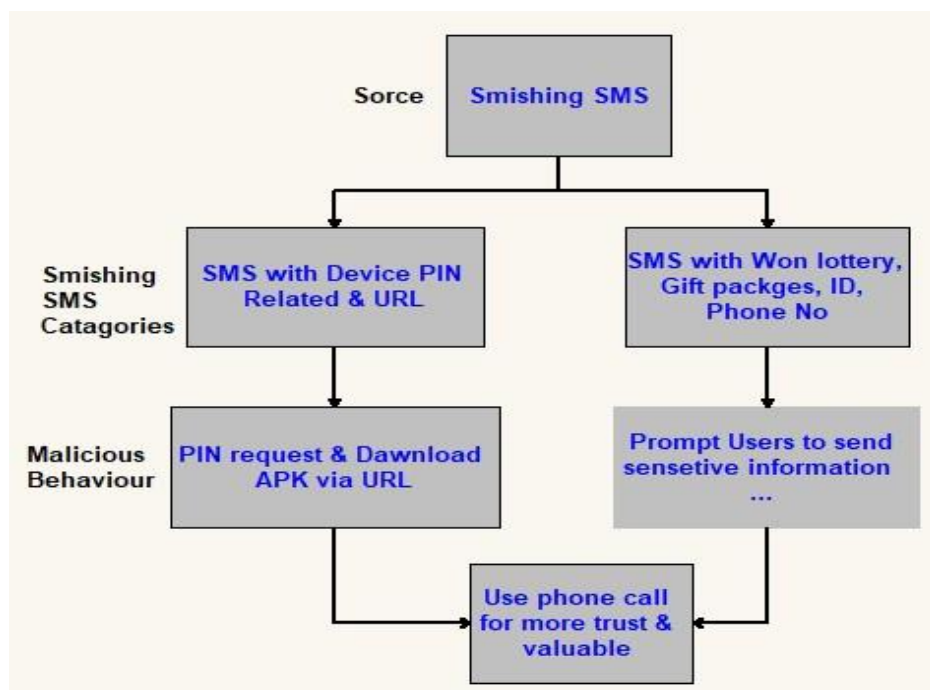 Sorce
Smishing SMS
Smishing
SMS
Catagories
SMS with Device PIN
Related & URL
SMS with Won lottery,
Gift packges, ID,
Phone No
Malicious
Behaviour
PIN request & Dawnload
APK via URL
Prompt Users to send
sensetive information
...
Use phone call
for more trust &
valuable